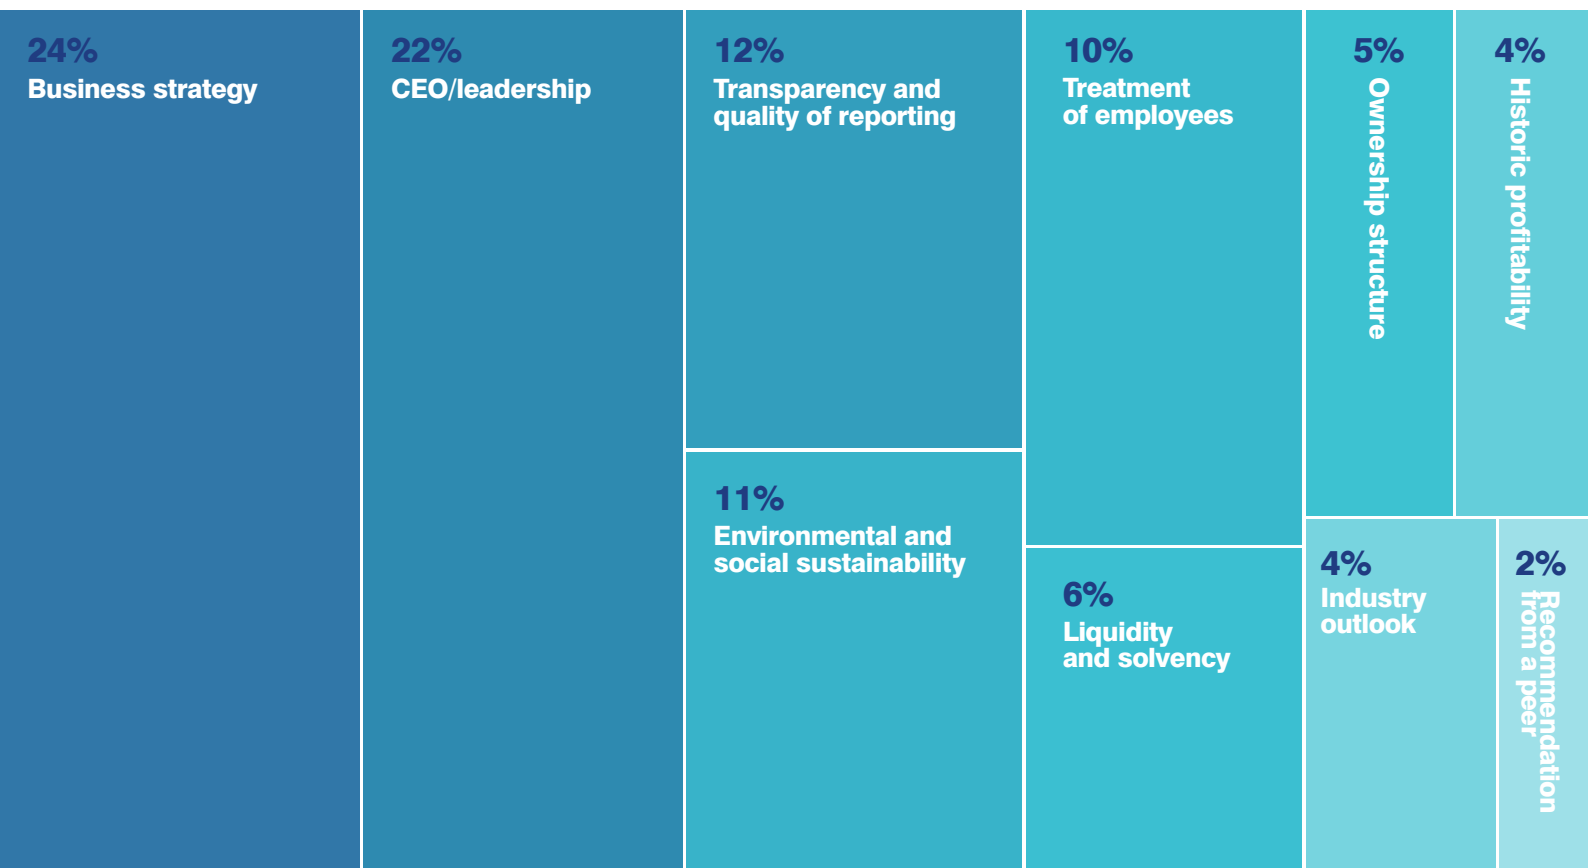 24%
Business strategy
22%
CEO/leadership
12%
Transparency and
quality of reporting
11%
Environmental and
social sustainability
10%
Treatment
of employees
6%
Liquidity
and solvency
5%
Ownership structure
4%
Historic profitability
4%
Industry
outlook
2%
Recommendation
from a peer